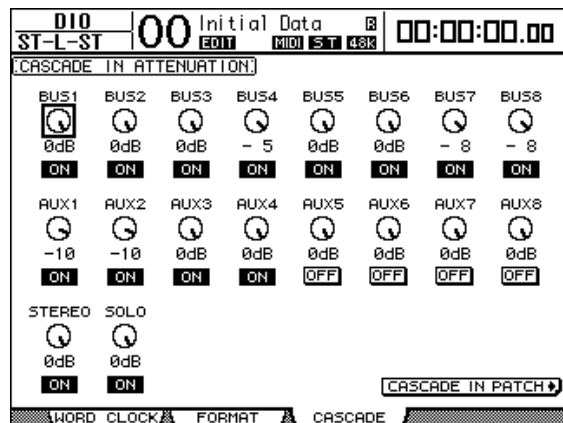 DIO
ST-L-ST
00 Initial Data R
EDIT MIDI ST 48K
00:00:00.00
CASCADE IN ATTENUATION
BUS1 BUS2 BUS3 BUS4 BUS5 BUS6 BUS7 BUS8
0dB 0dB 0dB - 5 0dB 0dB - 8 - 8
ON ON ON ON ON ON ON ON
AUX1 AUX2 AUX3 AUX4 AUX5 AUX6 AUX7 AUX8
-10 -10 0dB 0dB 0dB 0dB 0dB 0dB
ON ON ON ON OFF OFF OFF OFF
STEREO SOLO
0dB 0dB
ON ON
CASCADE IN PATCH
WORD CLOCK FORMAT CASCADE